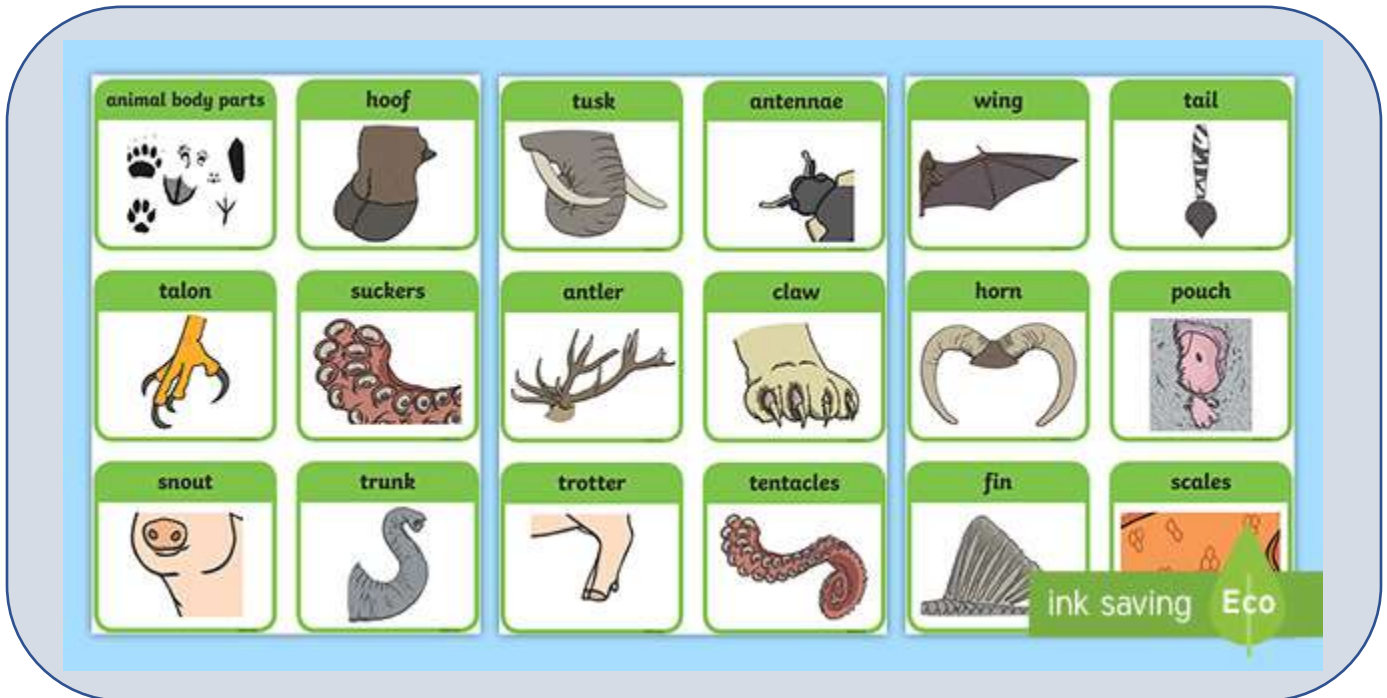 animal body parts
hoof
tusk
antennae
wing
tail
talon
suckers
antler
claw
horn
pouch
snout
trunk
trotter
tentacles
fin
scales
ink saving Eco